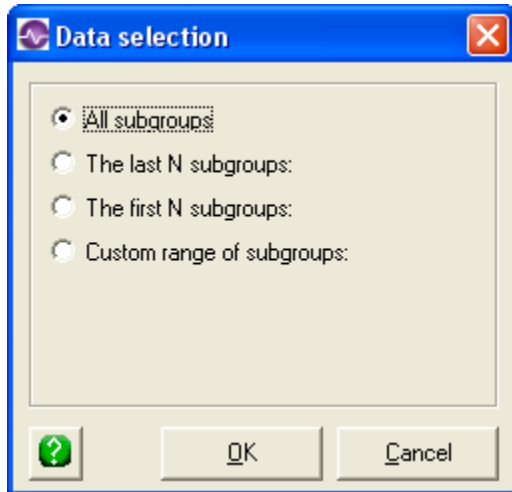 Data selection
All subgroups
The last N subgroups:
The first N subgroups:
Custom range of subgroups:
?
OK
Cancel